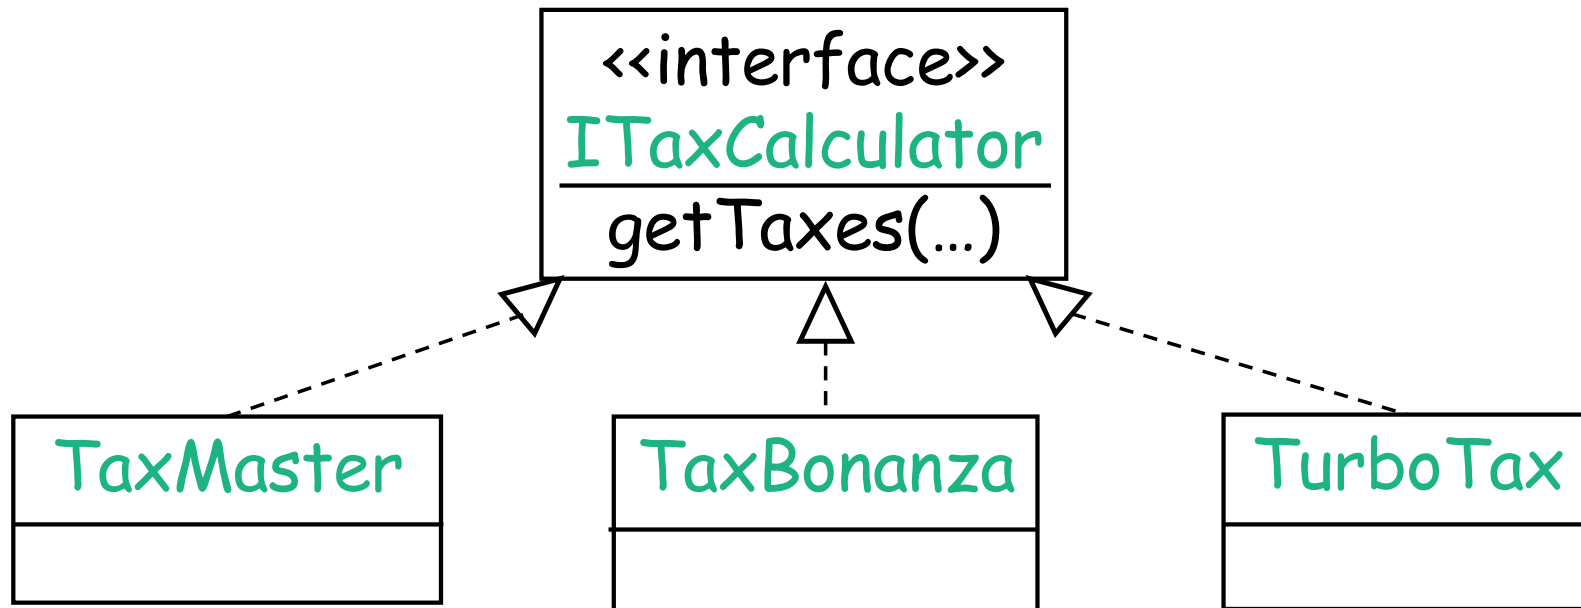 <<interface>>
ITaxCalculator
getTaxes(...)
TaxMaster
TaxBonanza
TurboTax